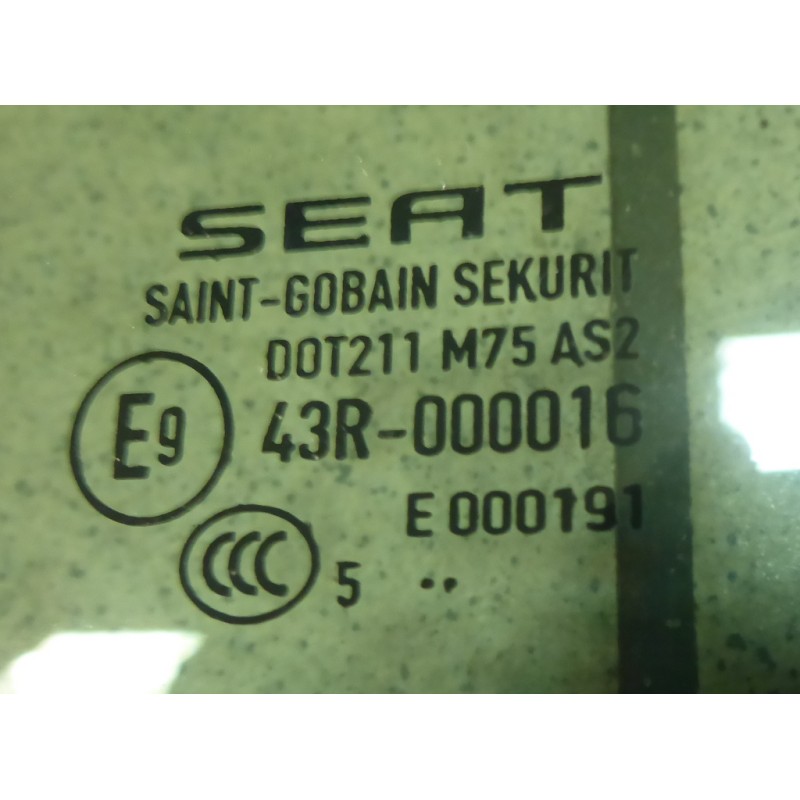 SEAT
SAINT-GOBAIN SEKURIT
DOT211 M75 AS2
E9 43R-000016
E 000191
CCC 5 ..